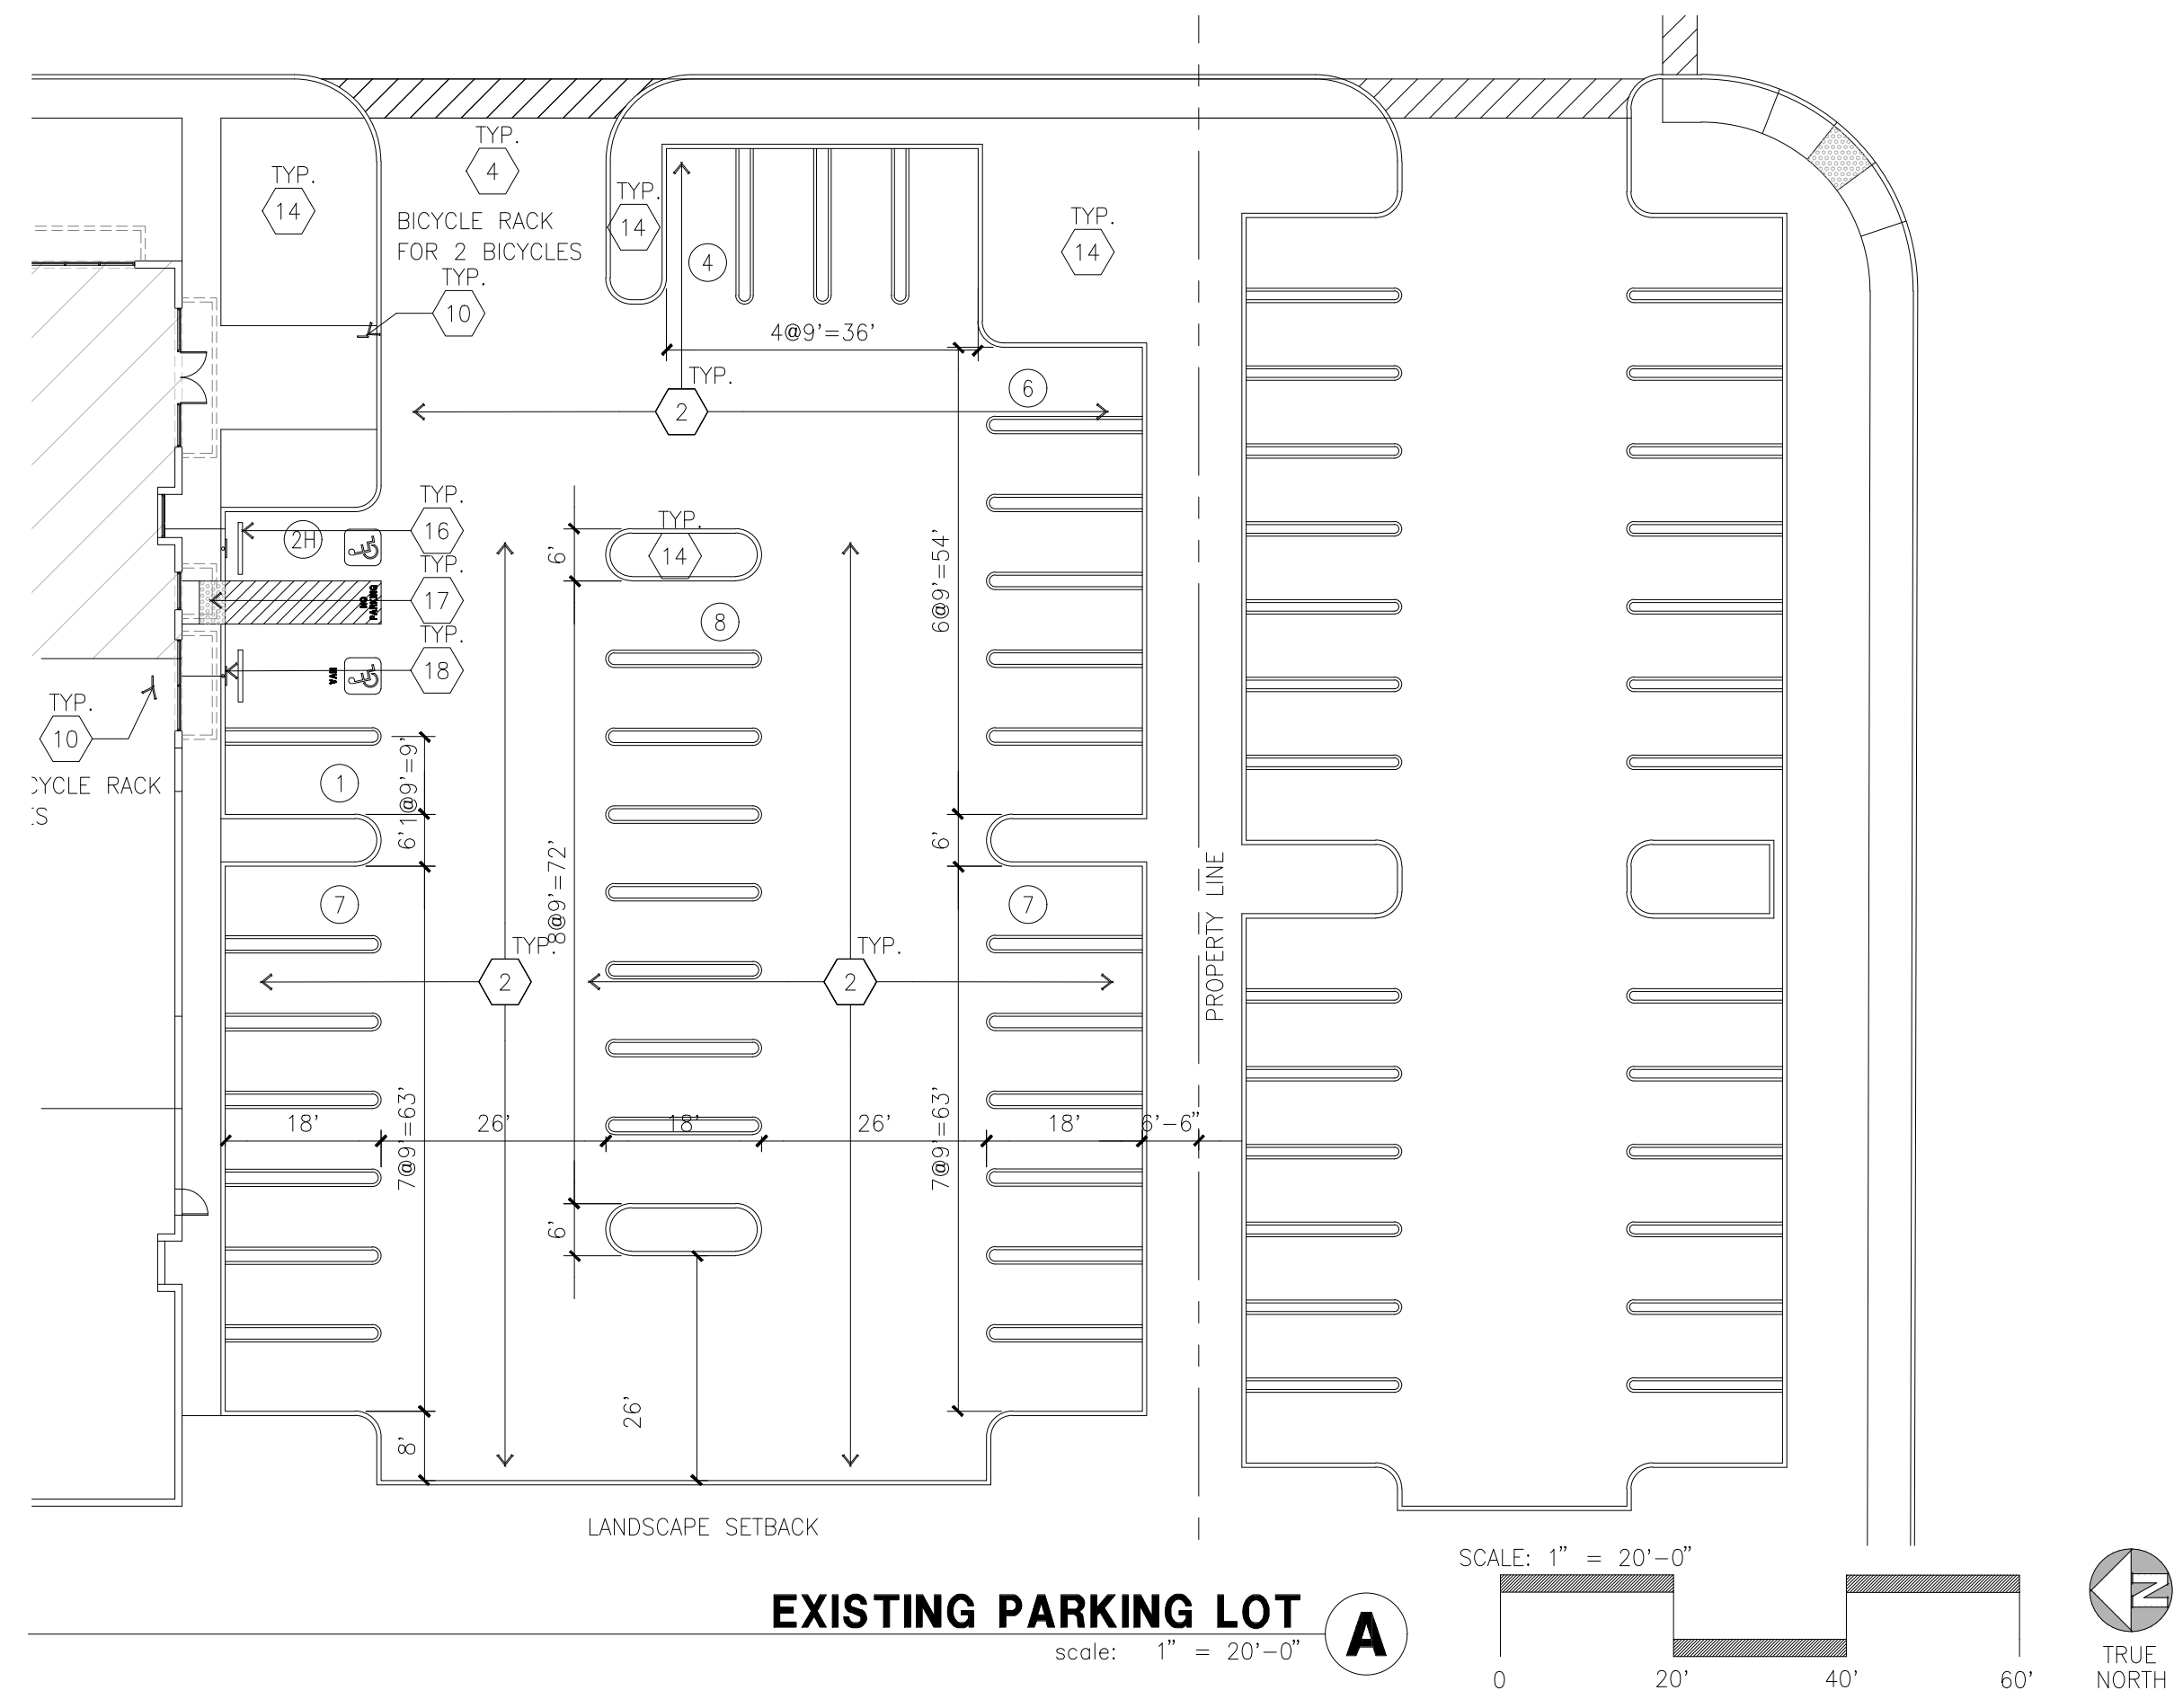 TYP.
4
TYP.
14
TYP.
14
TYP.
14
BICYCLE RACK
FOR 2 BICYCLES
TYP.
10
4
4@9'=36'
TYP.
2
6
TYP.
16
2H
TYP.
17
NO
PARKING
TYP.
18
VAN
6'
TYP.
14
8
6@9'=54'
TYP.
10
CYCLE RACK
ES
1
1@9'=9'
6'
6'
7
7
8@9'=72'
TYP.
2
TYP.
2
PROPERTY LINE
7@9'=63'
7@9'=63'
18'
26'
18'
26'
18'
6'-6"
6'
26'
8'
LANDSCAPE SETBACK
SCALE: 1" = 20'-0"
EXISTING PARKING LOT
A
scale: 1" = 20'-0"
0
20'
40'
60'
N
TRUE
NORTH